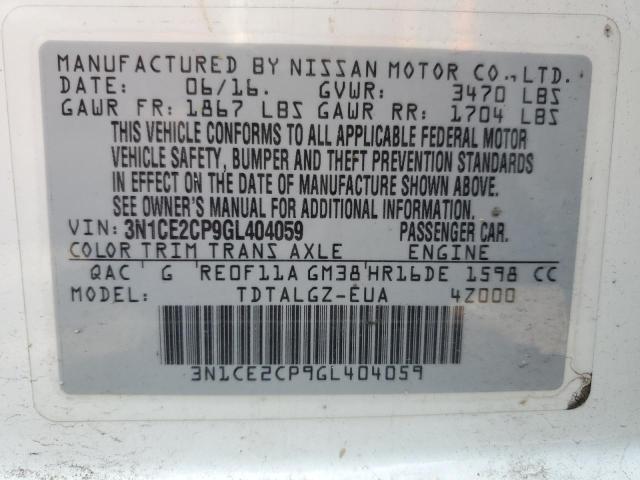 MANUFACTURED BY NISSAN MOTOR CO., LTD.
DATE: 06/16. GVWR: 3470 LBS
GAWR FR: 1867 LBS GAWR RR: 1704 LBS
THIS VEHICLE CONFORMS TO ALL APPLICABLE FEDERAL MOTOR
VEHICLE SAFETY, BUMPER AND THEFT PREVENTION STANDARDS
IN EFFECT ON THE DATE OF MANUFACTURE SHOWN ABOVE.
SEE OWNER'S MANUAL FOR ADDITIONAL INFORMATION.
VIN: 3N1CE2CP9GL404059 PASSENGER CAR.
COLOR TRIM TRANS AXLE ENGINE
QAC G RE0F11A GM38 HR16DE 1598 CC
MODEL: TDTALGZ-EUA 4Z000
3N1CE2CP9GL404059